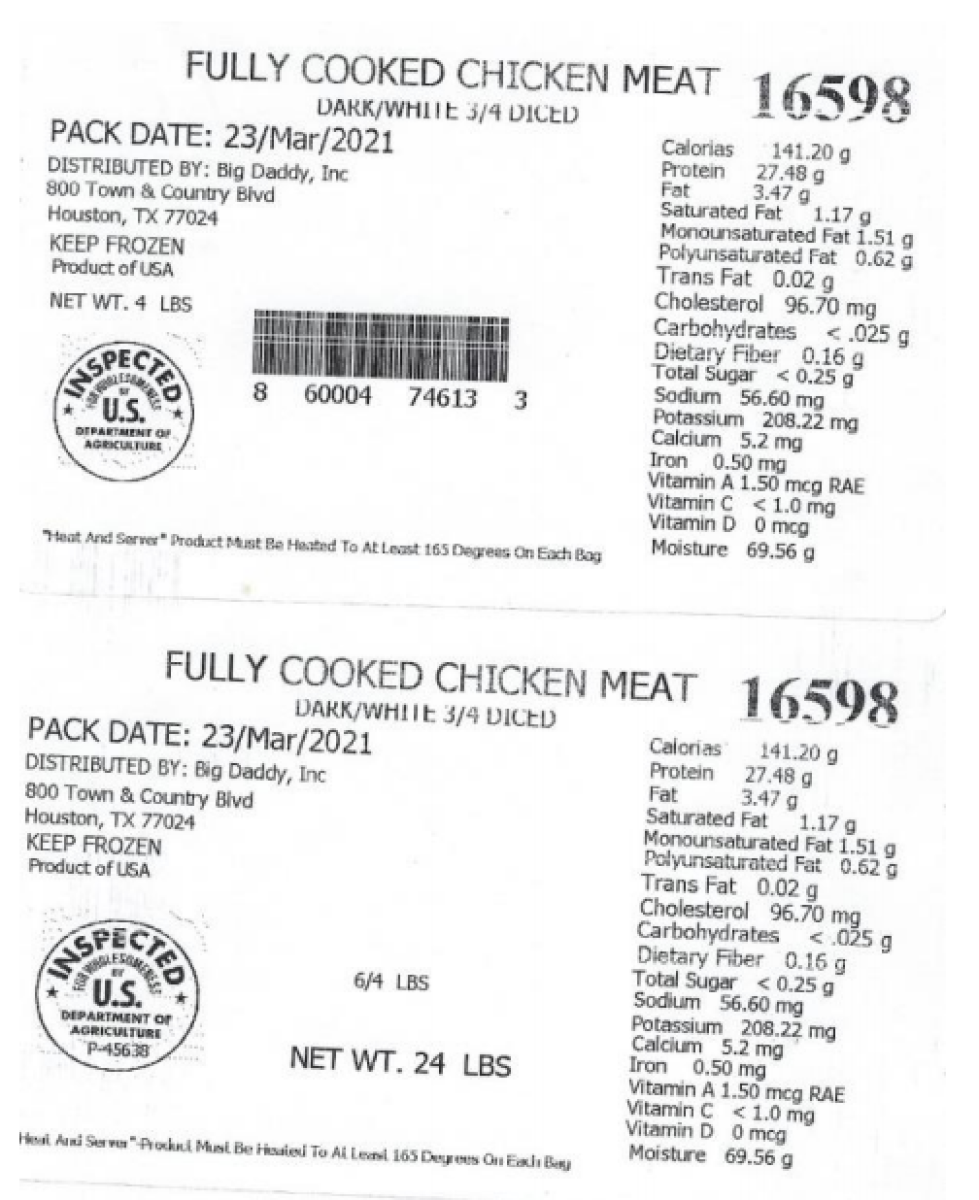 FULLY COOKED CHICKEN MEAT 16598
DARK/WHITE 3/4 DICED
PACK DATE: 23/Mar/2021
DISTRIBUTED BY: Big Daddy, Inc
800 Town & Country Blvd
Houston, TX 77024
KEEP FROZEN
Product of USA
NET WT. 4 LBS
INSPECTED
FOR WHOLESOMENESS
BY
U.S.
DEPARTMENT OF
AGRICULTURE
8 60004 74613 3
Calorias 141.20 g
Protein 27.48 g
Fat 3.47 g
Saturated Fat 1.17 g
Monounsaturated Fat 1.51 g
Polyunsaturated Fat 0.62 g
Trans Fat 0.02 g
Cholesterol 96.70 mg
Carbohydrates < .025 g
Dietary Fiber 0.16 g
Total Sugar < 0.25 g
Sodium 56.60 mg
Potassium 208.22 mg
Calcium 5.2 mg
Iron 0.50 mg
Vitamin A 1.50 mcg RAE
Vitamin C < 1.0 mg
Vitamin D 0 mcg
Moisture 69.56 g
"Heat And Server" Product Must Be Heated To At Least 165 Degrees On Each Bag
FULLY COOKED CHICKEN MEAT 16598
DARK/WHITE 3/4 DICED
PACK DATE: 23/Mar/2021
DISTRIBUTED BY: Big Daddy, Inc
800 Town & Country Blvd
Houston, TX 77024
KEEP FROZEN
Product of USA
INSPECTED
FOR WHOLESOMENESS
BY
U.S.
DEPARTMENT OF
AGRICULTURE
P-45638
6/4 LBS
NET WT. 24 LBS
Calorias 141.20 g
Protein 27.48 g
Fat 3.47 g
Saturated Fat 1.17 g
Monounsaturated Fat 1.51 g
Polyunsaturated Fat 0.62 g
Trans Fat 0.02 g
Cholesterol 96.70 mg
Carbohydrates < .025 g
Dietary Fiber 0.16 g
Total Sugar < 0.25 g
Sodium 56.60 mg
Potassium 208.22 mg
Calcium 5.2 mg
Iron 0.50 mg
Vitamin A 1.50 mcg RAE
Vitamin C < 1.0 mg
Vitamin D 0 mcg
Moisture 69.56 g
Heat And Server"-Product Must Be Heated To At Least 165 Degrees On Each Bag